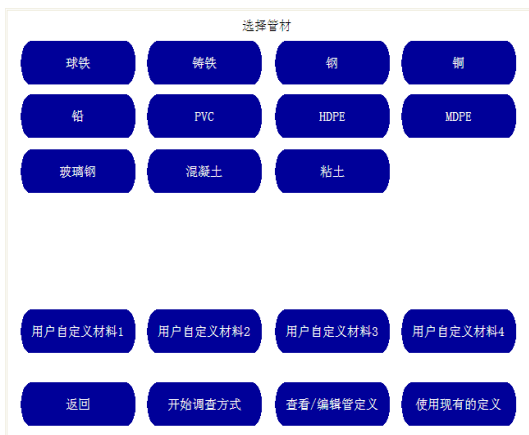 选择管材
球铁 铸铁 钢 铜
铅 PVC HDPE MDPE
玻璃钢 混凝土 粘土
用户自定义材料1 用户自定义材料2 用户自定义材料3 用户自定义材料4
返回 开始调查方式 查看/编辑管定义 使用现有的定义